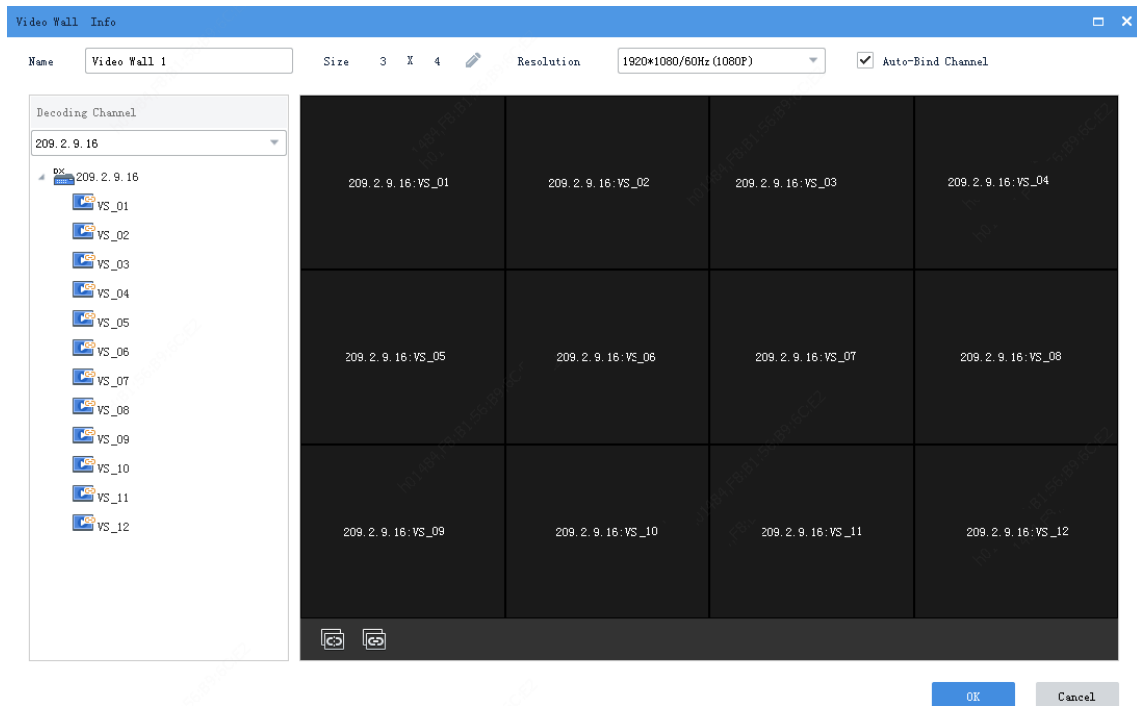 Video Wall Info
Name Video Wall 1 Size 3 X 4 Resolution 1920*1080/60Hz(1080P) Auto-Bind Channel
Decoding Channel
209.2.9.16
DX 209.2.9.16
VS_01
VS_02
VS_03
VS_04
VS_05
VS_06
VS_07
VS_08
VS_09
VS_10
VS_11
VS_12
209.2.9.16:VS_01 209.2.9.16:VS_02 209.2.9.16:VS_03 209.2.9.16:VS_04
209.2.9.16:VS_05 209.2.9.16:VS_06 209.2.9.16:VS_07 209.2.9.16:VS_08
209.2.9.16:VS_09 209.2.9.16:VS_10 209.2.9.16:VS_11 209.2.9.16:VS_12
OK Cancel